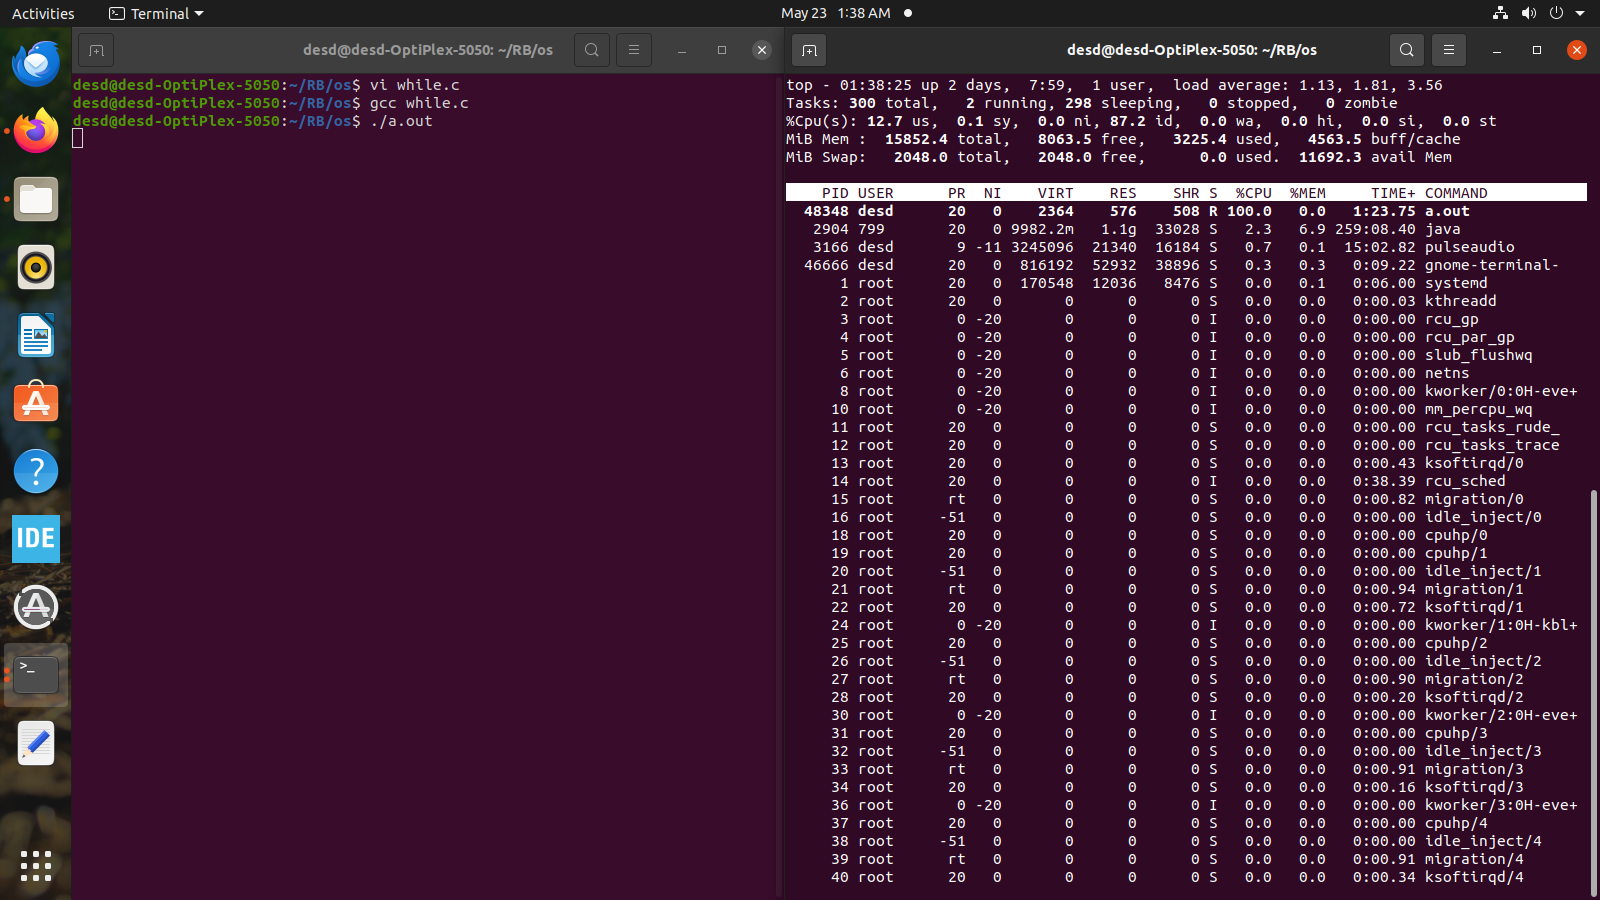 Activities
Terminal
May 23 1:38 AM
desd@desd-OptiPlex-5050: ~/RB/os
desd@desd-OptiPlex-5050:~/RB/os$ vi while.c
desd@desd-OptiPlex-5050:~/RB/os$ gcc while.c
desd@desd-OptiPlex-5050:~/RB/os$ ./a.out
IDE
desd@desd-OptiPlex-5050: ~/RB/os
top - 01:38:25 up 2 days,  7:59,  1 user,  load average: 1.13, 1.81, 3.56
Tasks: 300 total,   2 running, 298 sleeping,   0 stopped,   0 zombie
%Cpu(s): 12.7 us,  0.1 sy,  0.0 ni, 87.2 id,  0.0 wa,  0.0 hi,  0.0 si,  0.0 st
MiB Mem :  15852.4 total,   8063.5 free,   3225.4 used,   4563.5 buff/cache
MiB Swap:   2048.0 total,   2048.0 free,      0.0 used.  11692.3 avail Mem
PID USER PR NI VIRT RES SHR S %CPU %MEM TIME+ COMMAND
48348 desd 20 0 2364 576 508 R 100.0 0.0 1:23.75 a.out
2904 799 20 0 9982.2m 1.1g 33028 S 2.3 6.9 259:08.40 java
3166 desd 9 -11 3245096 21340 16184 S 0.7 0.1 15:02.82 pulseaudio
46666 desd 20 0 816192 52932 38896 S 0.3 0.3 0:09.22 gnome-terminal-
1 root 20 0 170548 12036 8476 S 0.0 0.1 0:06.00 systemd
2 root 20 0 0 0 0 S 0.0 0.0 0:00.03 kthreadd
3 root 0 -20 0 0 0 I 0.0 0.0 0:00.00 rcu_gp
4 root 0 -20 0 0 0 I 0.0 0.0 0:00.00 rcu_par_gp
5 root 0 -20 0 0 0 I 0.0 0.0 0:00.00 slub_flushwq
6 root 0 -20 0 0 0 I 0.0 0.0 0:00.00 netns
8 root 0 -20 0 0 0 I 0.0 0.0 0:00.00 kworker/0:0H-eve+
10 root 0 -20 0 0 0 I 0.0 0.0 0:00.00 mm_percpu_wq
11 root 20 0 0 0 0 S 0.0 0.0 0:00.00 rcu_tasks_rude_
12 root 20 0 0 0 0 S 0.0 0.0 0:00.00 rcu_tasks_trace
13 root 20 0 0 0 0 S 0.0 0.0 0:00.43 ksoftirqd/0
14 root 20 0 0 0 0 I 0.0 0.0 0:38.39 rcu_sched
15 root rt 0 0 0 0 S 0.0 0.0 0:00.82 migration/0
16 root -51 0 0 0 0 S 0.0 0.0 0:00.00 idle_inject/0
18 root 20 0 0 0 0 S 0.0 0.0 0:00.00 cpuhp/0
19 root 20 0 0 0 0 S 0.0 0.0 0:00.00 cpuhp/1
20 root -51 0 0 0 0 S 0.0 0.0 0:00.00 idle_inject/1
21 root rt 0 0 0 0 S 0.0 0.0 0:00.94 migration/1
22 root 20 0 0 0 0 S 0.0 0.0 0:00.72 ksoftirqd/1
24 root 0 -20 0 0 0 I 0.0 0.0 0:00.00 kworker/1:0H-kbl+
25 root 20 0 0 0 0 S 0.0 0.0 0:00.00 cpuhp/2
26 root -51 0 0 0 0 S 0.0 0.0 0:00.00 idle_inject/2
27 root rt 0 0 0 0 S 0.0 0.0 0:00.90 migration/2
28 root 20 0 0 0 0 S 0.0 0.0 0:00.20 ksoftirqd/2
30 root 0 -20 0 0 0 I 0.0 0.0 0:00.00 kworker/2:0H-eve+
31 root 20 0 0 0 0 S 0.0 0.0 0:00.00 cpuhp/3
32 root -51 0 0 0 0 S 0.0 0.0 0:00.00 idle_inject/3
33 root rt 0 0 0 0 S 0.0 0.0 0:00.91 migration/3
34 root 20 0 0 0 0 S 0.0 0.0 0:00.16 ksoftirqd/3
36 root 0 -20 0 0 0 I 0.0 0.0 0:00.00 kworker/3:0H-eve+
37 root 20 0 0 0 0 S 0.0 0.0 0:00.00 cpuhp/4
38 root -51 0 0 0 0 S 0.0 0.0 0:00.00 idle_inject/4
39 root rt 0 0 0 0 S 0.0 0.0 0:00.91 migration/4
40 root 20 0 0 0 0 S 0.0 0.0 0:00.34 ksoftirqd/4